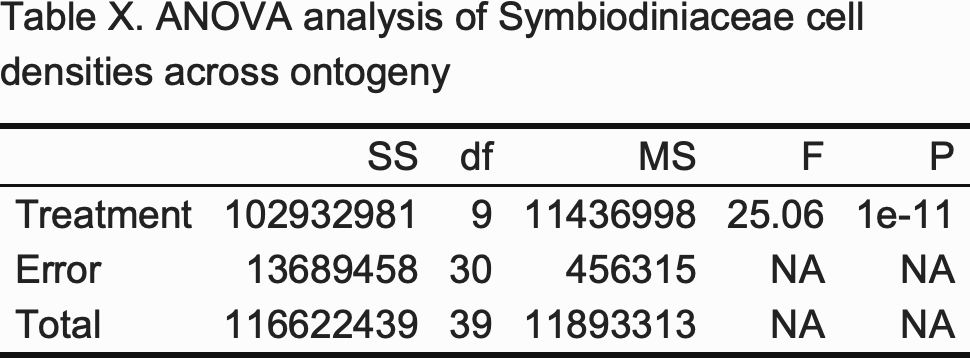 Table X. ANOVA analysis of Symbiodiniaceae cell
densities across ontogeny
SS df MS F P
Treatment 102932981 9 11436998 25.06 1e-11
Error 13689458 30 456315 NA NA
Total 116622439 39 11893313 NA NA